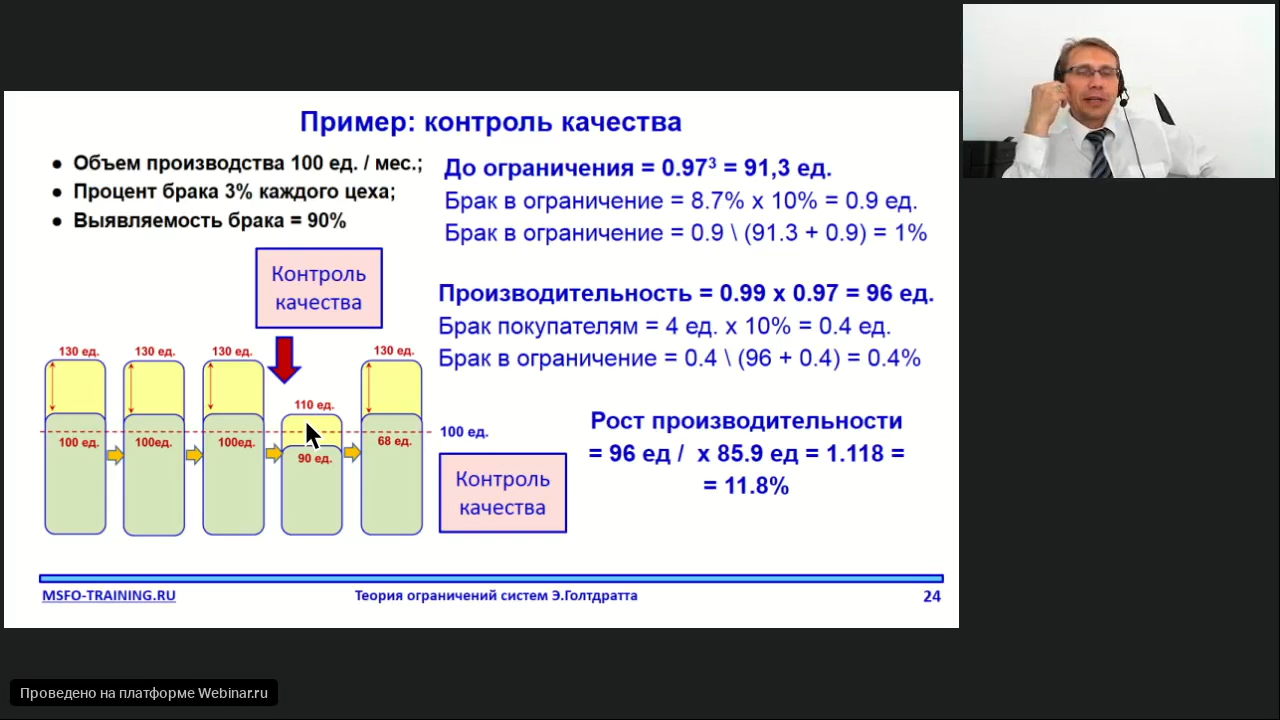 Пример: контроль качества
● Объем производства 100 ед. / мес.;
● Процент брака 3% каждого цеха;
● Выявляемость брака = 90%
До ограничения = 0.97³ = 91,3 ед.
Брак в ограничение = 8.7% x 10% = 0.9 ед.
Брак в ограничение = 0.9 \ (91.3 + 0.9) = 1%
Контроль
качества
Производительность = 0.99 x 0.97 = 96 ед.
Брак покупателям = 4 ед. x 10% = 0.4 ед.
Брак в ограничение = 0.4 \ (96 + 0.4) = 0.4%
130 ед. 130 ед. 130 ед. 130 ед.
110 ед.
100 ед. 100ед. 100ед. 68 ед.
90 ед.
100 ед.
Контроль
качества
Рост производительности
= 96 ед / x 85.9 ед = 1.118 =
= 11.8%
MSFO-TRAINING.RU Теория ограничений систем Э.Голтдратта 24
Проведено на платформе Webinar.ru